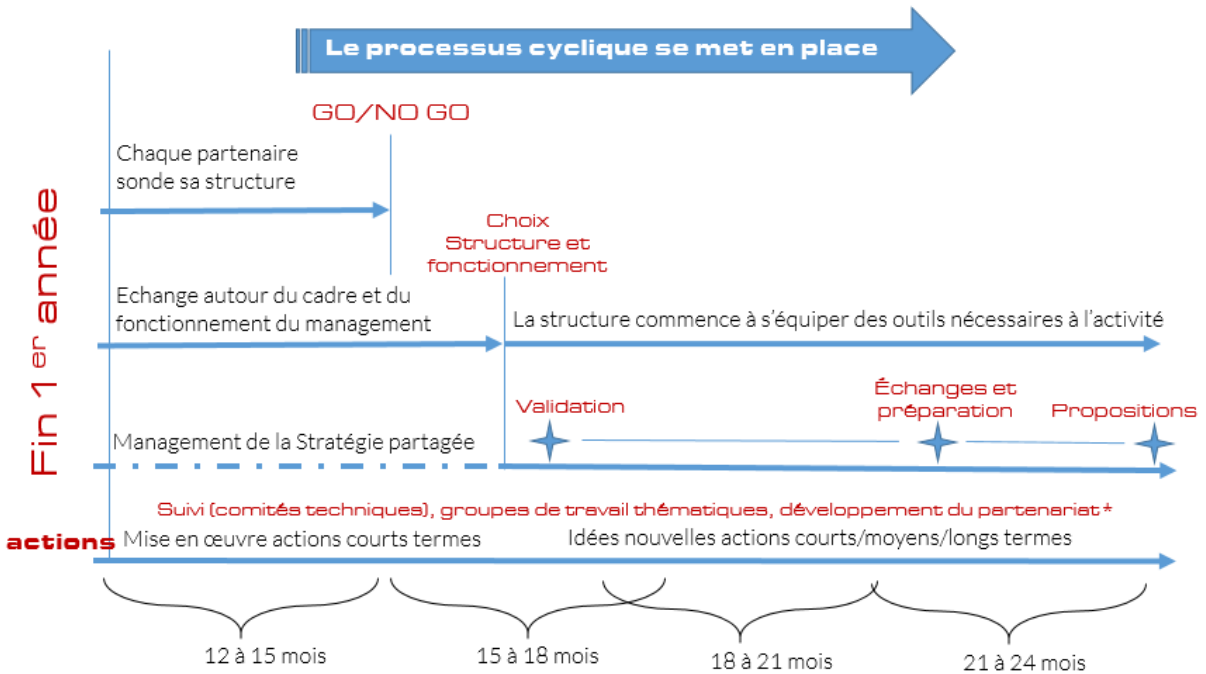 Le processus cyclique se met en place
GO/NO GO
Chaque partenaire
sonde sa structure
Choix
Structure et
fonctionnement
Fin 1er année
Echange autour du cadre et du
fonctionnement du management
La structure commence à s'équiper des outils nécessaires à l'activité
Validation
Échanges et
préparation
Propositions
Management de la Stratégie partagée
Suivi (comités techniques), groupes de travail thématiques, développement du partenariat*
actions
Mise en œuvre actions courts termes
Idées nouvelles actions courts/moyens/longs termes
12 à 15 mois
15 à 18 mois
18 à 21 mois
21 à 24 mois